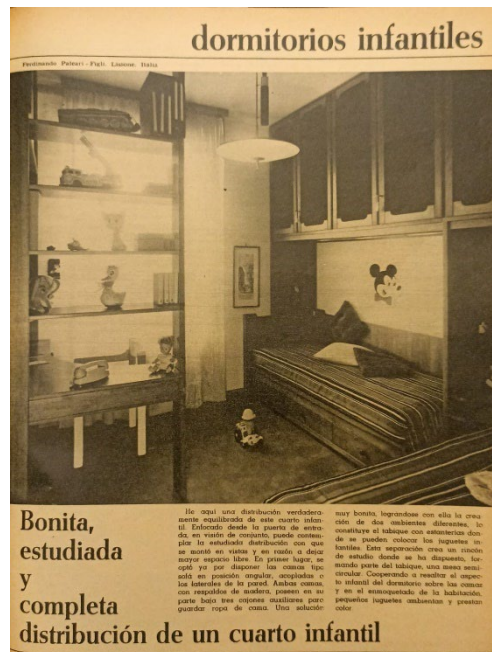 dormitorios infantiles
Ferdinando Palnari - Figli. Lissone. Italia
Bonita,
estudiada
y
completa
distribución de un cuarto infantil
He aquí una distribución verdadera-
mente equilibrada de este cuarto infan-
til. Enfocado desde la puerta de entra-
da, en visión de conjunto, puede contem-
plar la estudiada distribución con que
se montó en vistas y en razón a dejar
mayor espacio libre. En primer lugar, se
optó ya por disponer las camas tipo
sofá en posición angular, acopladas a
los laterales de la pared. Ambas camas,
con respaldos de madera, poseen en su
parte baja tres cajones auxiliares para
guardar ropa de cama. Una solución
muy bonita, lográndose con ella la crea-
ción de dos ambientes diferentes, lo
constituye el tabique con estanterías don-
de se pueden colocar los juguetes in-
fantiles. Esta separación crea un rincón
de estudio donde se ha dispuesto, for-
mando parte del tabique, una mesa semi-
circular. Cooperando a resaltar el aspec-
to infantil del dormitorio sobre las camas
y en el enmoquetado de la habitación,
pequeños juguetes ambientan y prestan
color.